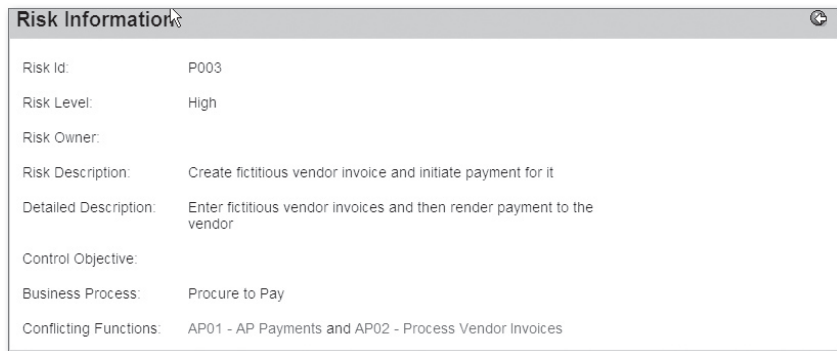 Risk Information
Risk Id: P003
Risk Level: High
Risk Owner:
Risk Description: Create fictitious vendor invoice and initiate payment for it
Detailed Description: Enter fictitious vendor invoices and then render payment to the
vendor
Control Objective:
Business Process: Procure to Pay
Conflicting Functions: AP01 - AP Payments and AP02 - Process Vendor Invoices